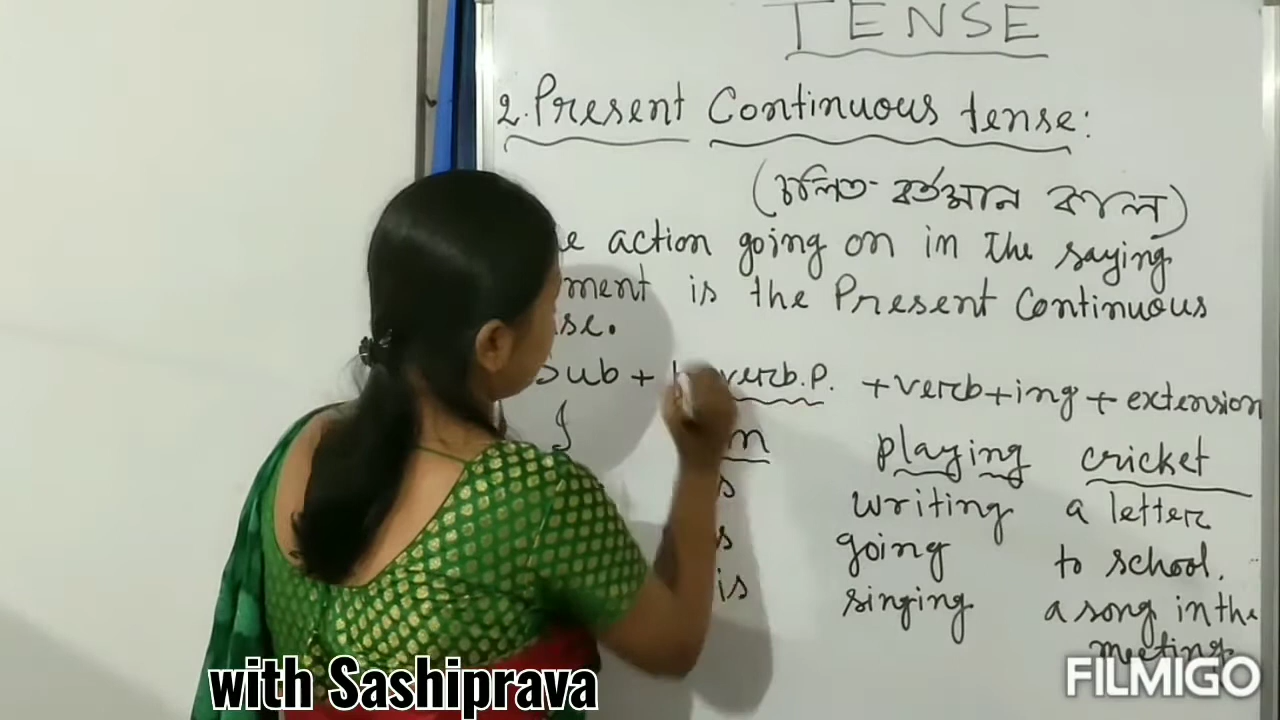 TENSE
2. Present Continuous tense:
(চলিত বৰ্তমান কাল)
action going on in the saying
is the Present Continuous
Sub + verb.P. + verb + ing + extension
I playing cricket
writing a letter
going to school.
is singing a song in the
meeting.
with Sashiprava
FILMIGO